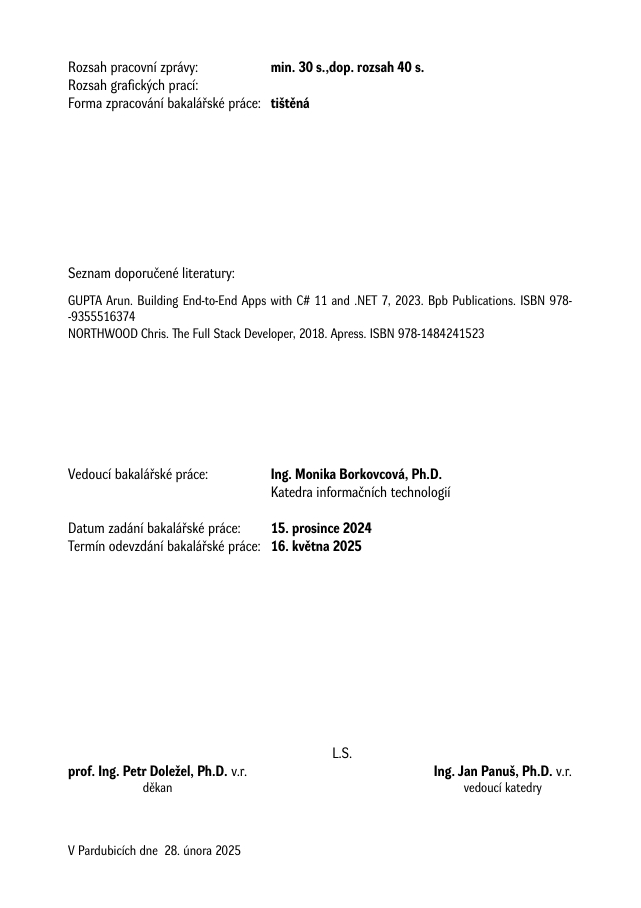 Rozsah pracovní zprávy: min. 30 s.,dop. rozsah 40 s.
Rozsah grafických prací:
Forma zpracování bakalářské práce: tištěná
Seznam doporučené literatury:
GUPTA Arun. Building End-to-End Apps with C# 11 and .NET 7, 2023. Bpb Publications. ISBN 978-
-9355516374
NORTHWOOD Chris. The Full Stack Developer, 2018. Apress. ISBN 978-1484241523
Vedoucí bakalářské práce: Ing. Monika Borkovcová, Ph.D.
Katedra informačních technologií
Datum zadání bakalářské práce: 15. prosince 2024
Termín odevzdání bakalářské práce: 16. května 2025
L.S.
prof. Ing. Petr Doležel, Ph.D. v.r. Ing. Jan Panuš, Ph.D. v.r.
děkan vedoucí katedry
V Pardubicích dne 28. února 2025